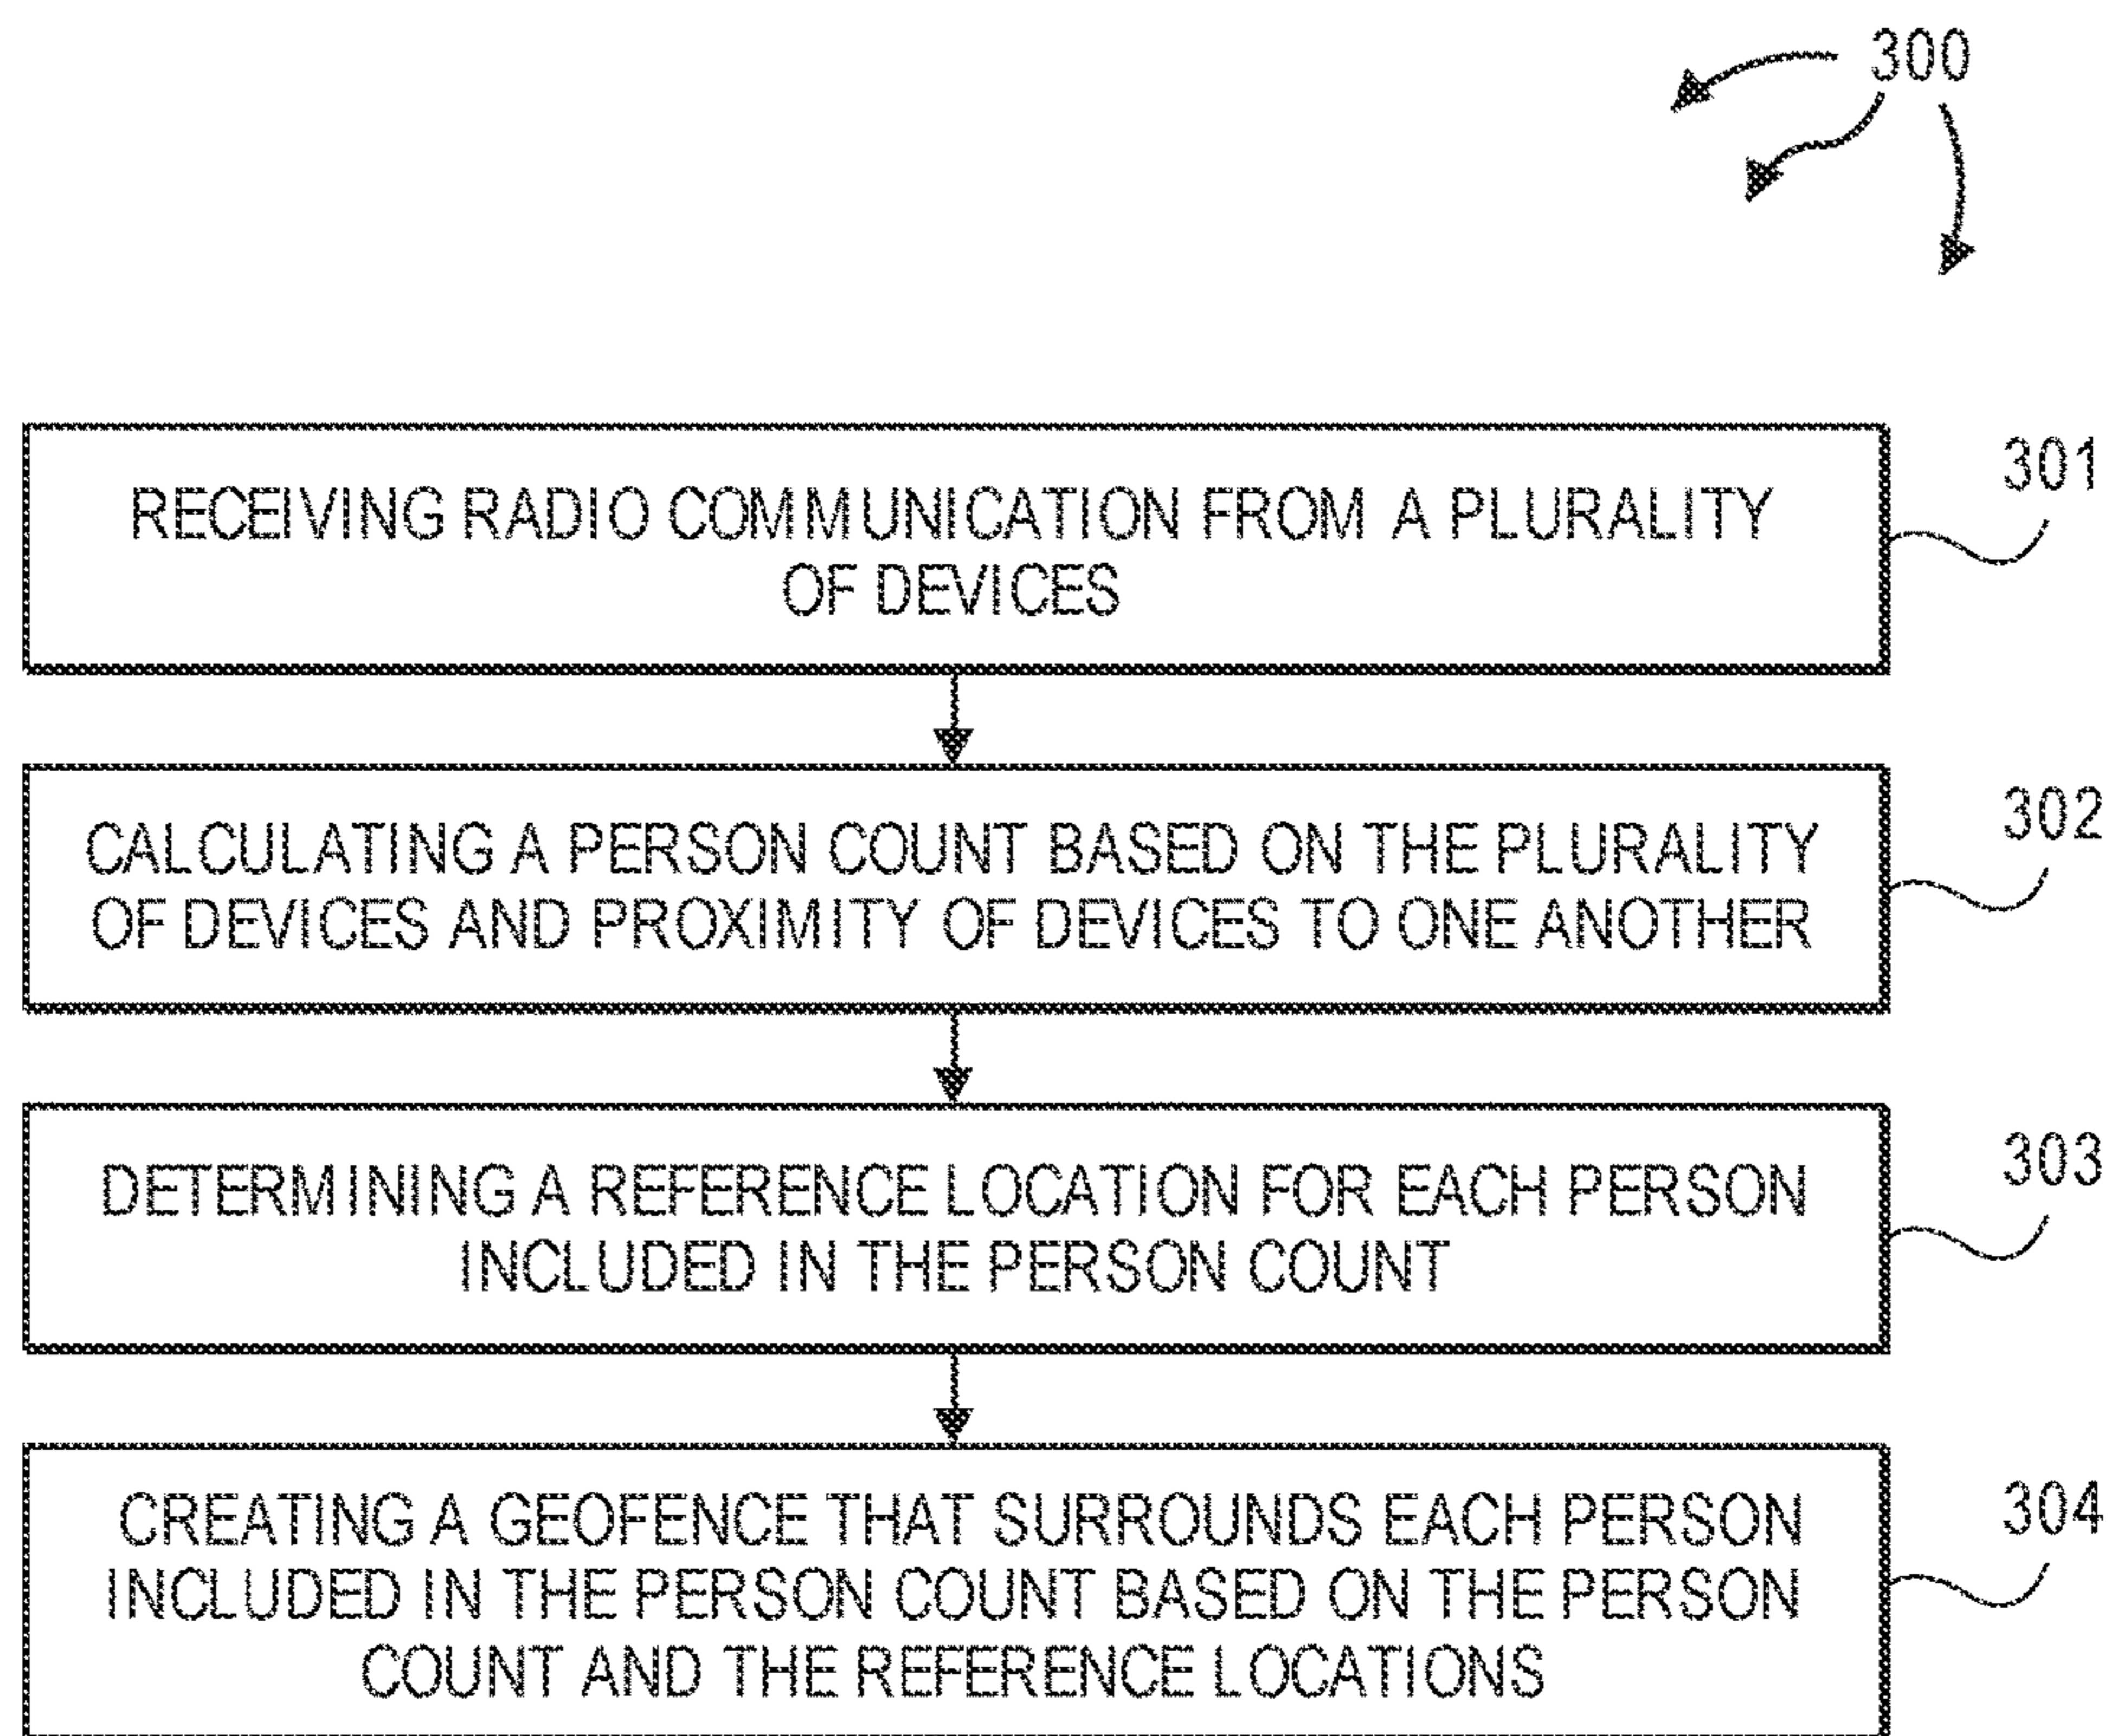 300
RECEIVING RADIO COMMUNICATION FROM A PLURALITY
OF DEVICES
301
CALCULATING A PERSON COUNT BASED ON THE PLURALITY
OF DEVICES AND PROXIMITY OF DEVICES TO ONE ANOTHER
302
DETERMINING A REFERENCE LOCATION FOR EACH PERSON
INCLUDED IN THE PERSON COUNT
303
CREATING A GEOFENCE THAT SURROUNDS EACH PERSON
INCLUDED IN THE PERSON COUNT BASED ON THE PERSON
COUNT AND THE REFERENCE LOCATIONS
304